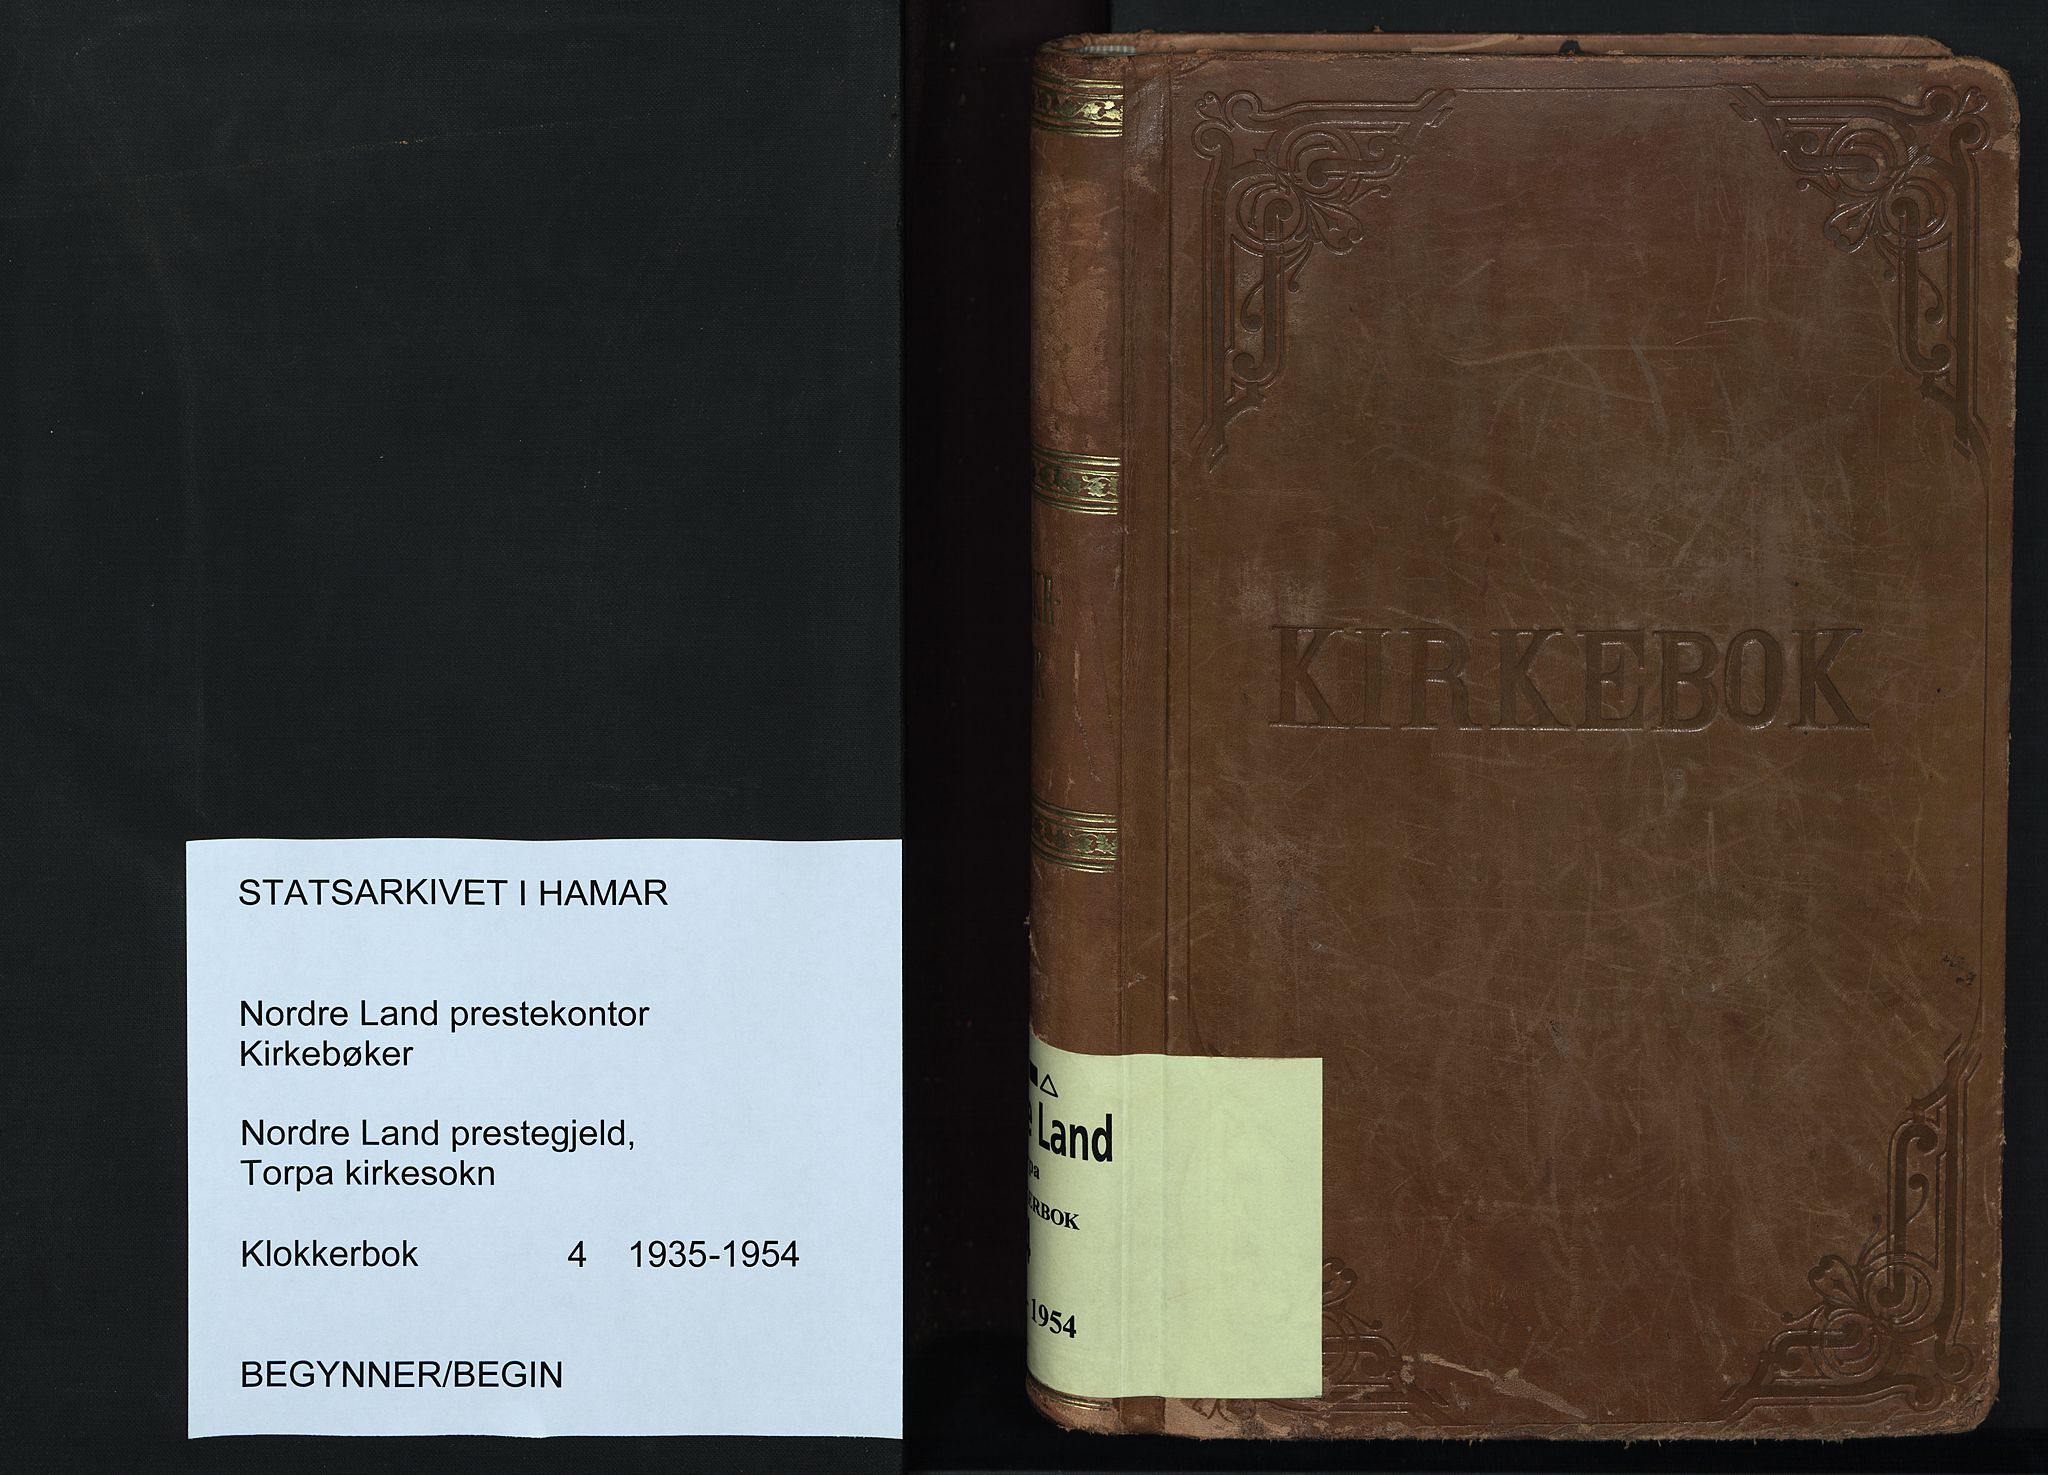 STATSARKIVET I HAMAR
Nordre Land prestekontor
Kirkebøker
Nordre Land prestegjeld,
Torpa kirkesokn
Klokkerbok 4 1935-1954
BEGYNNER/BEGIN
KIRKEBOK
Land
1954